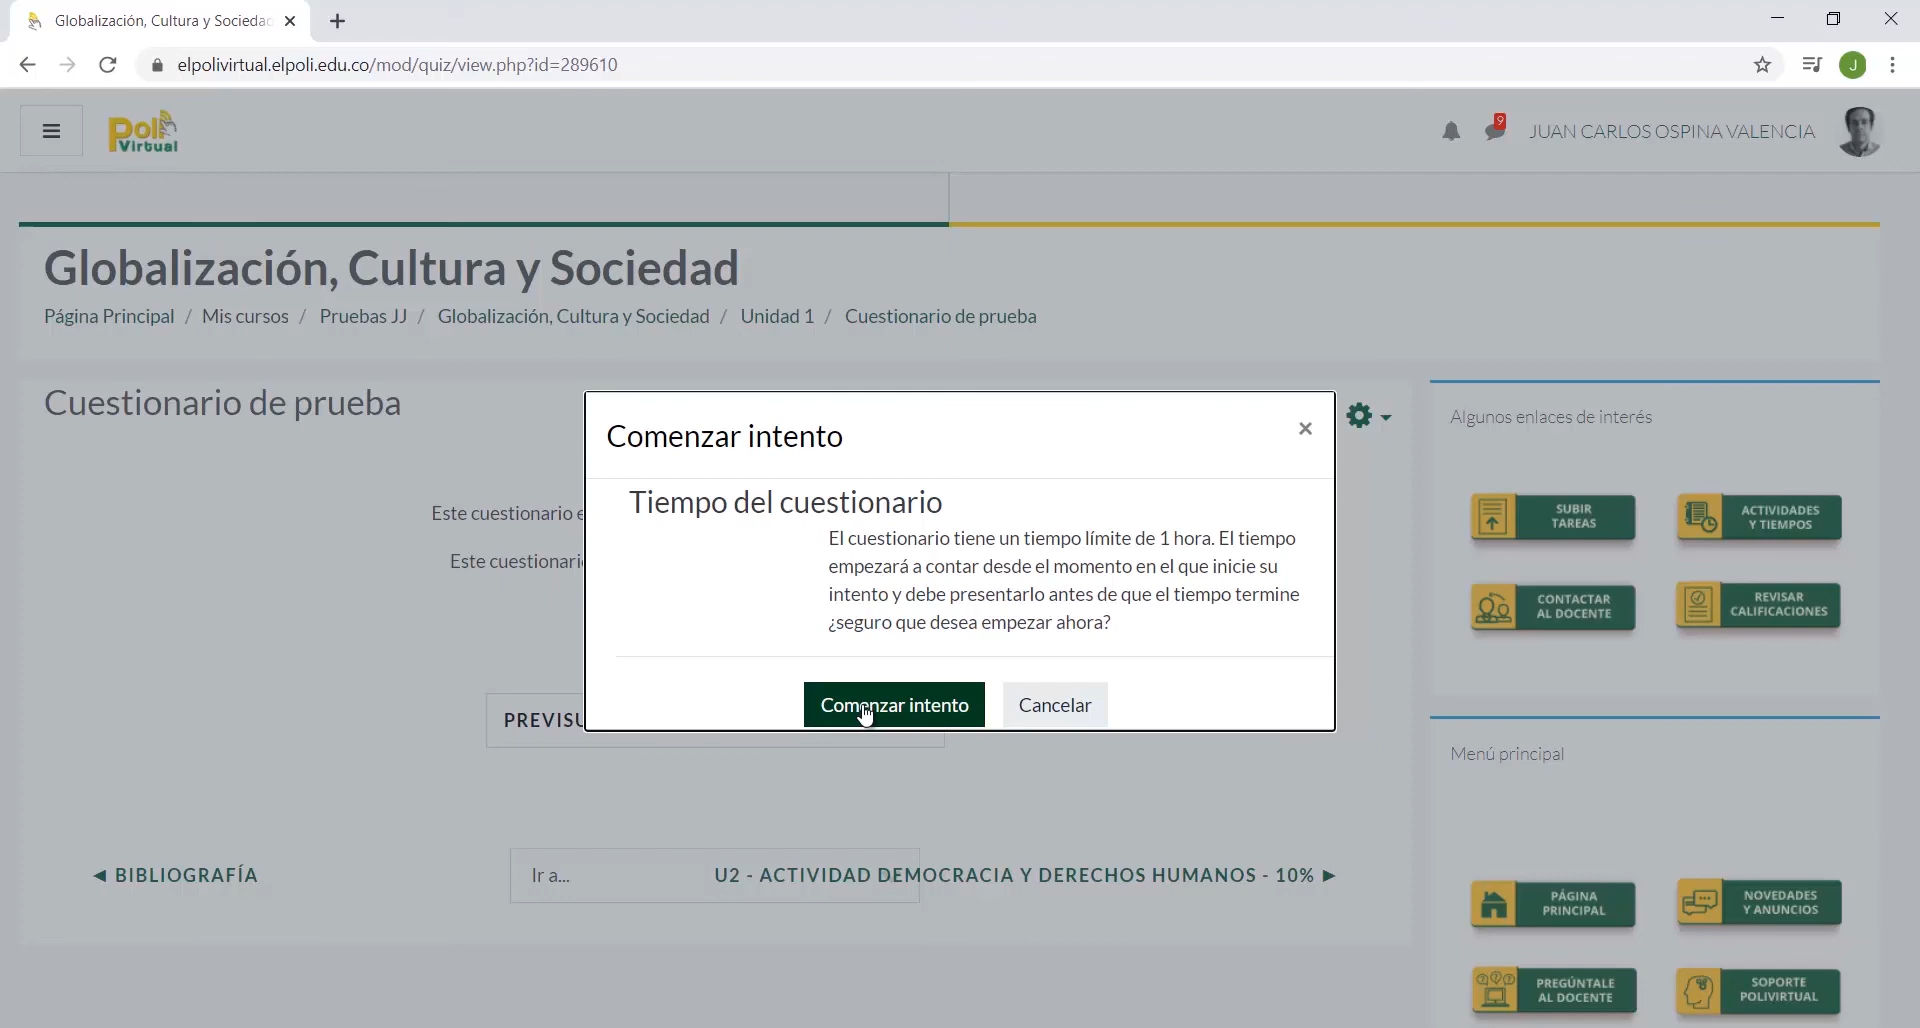 Globalización, Cultura y Sociedad
elpolivirtual.elpoli.edu.co/mod/quiz/view.php?id=289610
J
Poli
Virtual
9
JUAN CARLOS OSPINA VALENCIA
Globalización, Cultura y Sociedad
Página Principal / Mis cursos / Pruebas JJ / Globalización, Cultura y Sociedad / Unidad 1 / Cuestionario de prueba
Cuestionario de prueba
Este cuestionario e
Este cuestionari
PREVISU
Comenzar intento
Tiempo del cuestionario
El cuestionario tiene un tiempo límite de 1 hora. El tiempo
empezará a contar desde el momento en el que inicie su
intento y debe presentarlo antes de que el tiempo termine
¿seguro que desea empezar ahora?
Comenzar intento
Cancelar
◄ BIBLIOGRAFÍA
Ir a...
U2 - ACTIVIDAD DEMOCRACIA Y DERECHOS HUMANOS - 10% ►
Algunos enlaces de interés
SUBIR
TAREAS
ACTIVIDADES
Y TIEMPOS
CONTACTAR
AL DOCENTE
REVISAR
CALIFICACIONES
Menú principal
PÁGINA
PRINCIPAL
NOVEDADES
Y ANUNCIOS
PREGÚNTALE
AL DOCENTE
SOPORTE
POLIVIRTUAL